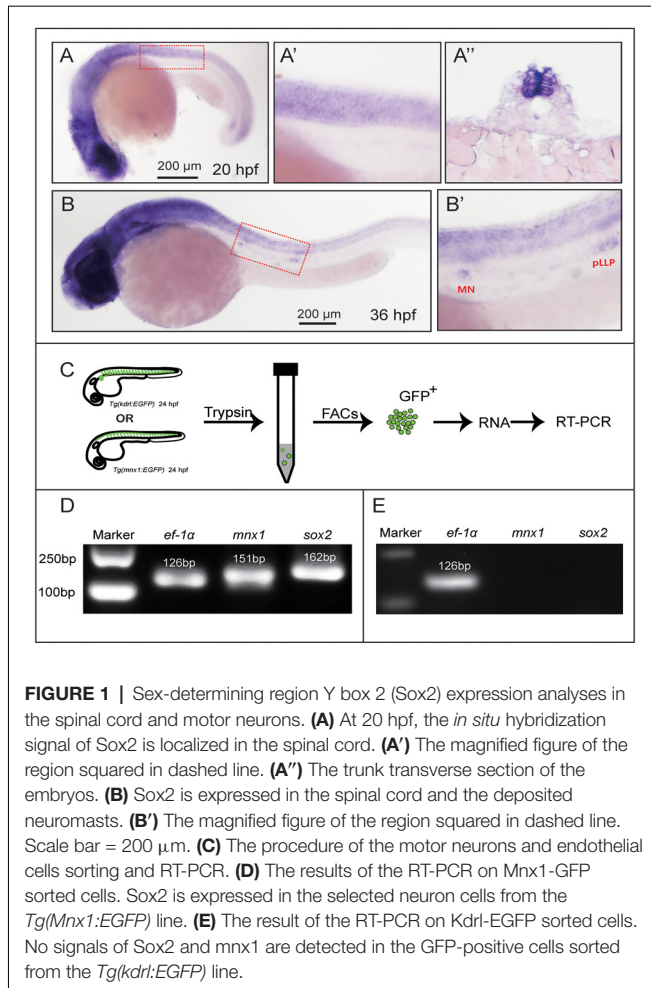 A
200 μm
20 hpf
A'
A''
B
200 μm
36 hpf
B'
MN
pLLP
C
Tg(kdrl:EGFP) 24 hpf
OR
Tg(mnx1:EGFP) 24 hpf
Trypsin
FACs
GFP+
RNA
RT-PCR
D
Marker ef-1α mnx1 sox2
250bp
100bp
126bp 151bp 162bp
E
Marker ef-1α mnx1 sox2
126bp
FIGURE 1 | Sex-determining region Y box 2 (Sox2) expression analyses in
the spinal cord and motor neurons. (A) At 20 hpf, the in situ hybridization
signal of Sox2 is localized in the spinal cord. (A′) The magnified figure of the
region squared in dashed line. (A″) The trunk transverse section of the
embryos. (B) Sox2 is expressed in the spinal cord and the deposited
neuromasts. (B′) The magnified figure of the region squared in dashed line.
Scale bar = 200 μm. (C) The procedure of the motor neurons and endothelial
cells sorting and RT-PCR. (D) The results of the RT-PCR on Mnx1-GFP
sorted cells. Sox2 is expressed in the selected neuron cells from the
Tg(Mnx1:EGFP) line. (E) The result of the RT-PCR on Kdrl-EGFP sorted cells.
No signals of Sox2 and mnx1 are detected in the GFP-positive cells sorted
from the Tg(kdrl:EGFP) line.